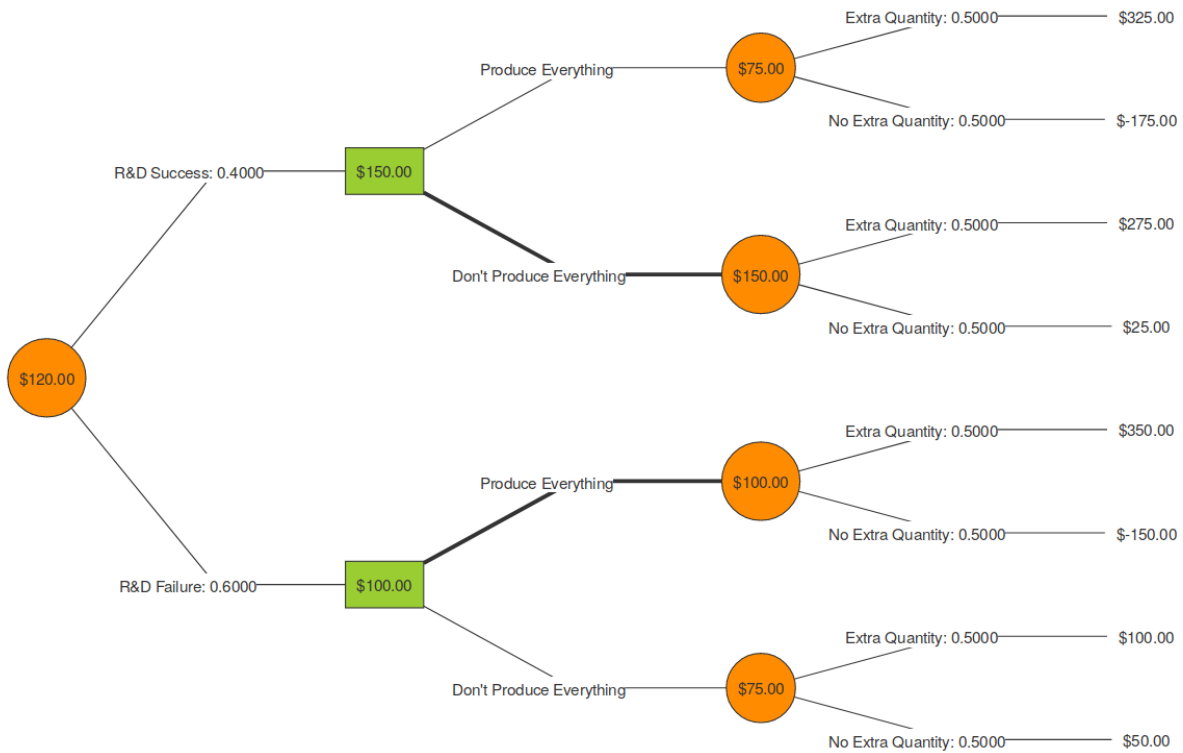 Extra Quantity: 0.5000 $325.00
Produce Everything $75.00
No Extra Quantity: 0.5000 $-175.00
R&D Success: 0.4000 $150.00
Extra Quantity: 0.5000 $275.00
Don't Produce Everything $150.00
No Extra Quantity: 0.5000 $25.00
$120.00
Extra Quantity: 0.5000 $350.00
Produce Everything $100.00
No Extra Quantity: 0.5000 $-150.00
R&D Failure: 0.6000 $100.00
Extra Quantity: 0.5000 $100.00
Don't Produce Everything $75.00
No Extra Quantity: 0.5000 $50.00